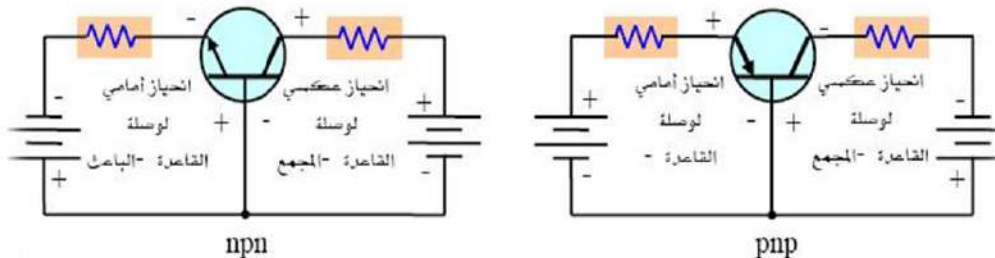 - + + -
انحياز أمامي انحياز عكسي انحياز أمامي انحياز عكسي
- + + -
لوصلة + - لوصلة لوصلة - + لوصلة
القاعدة -الباعث القاعدة -المجمع القاعدة - القاعدة -المجمع
+ - - +
npn pnp